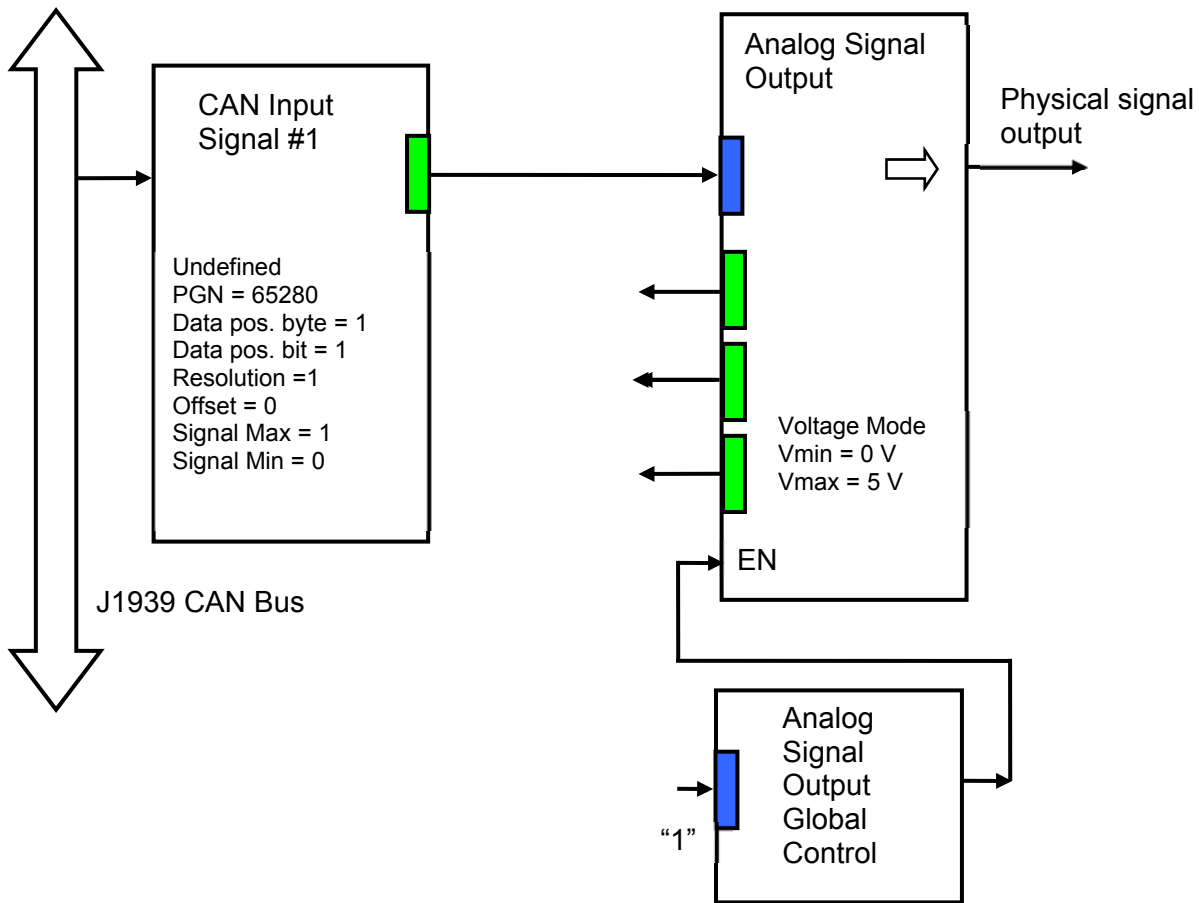 CAN Input
Signal #1
Undefined
PGN = 65280
Data pos. byte = 1
Data pos. bit = 1
Resolution =1
Offset = 0
Signal Max = 1
Signal Min = 0
J1939 CAN Bus
Analog Signal
Output
Physical signal
output
Voltage Mode
Vmin = 0 V
Vmax = 5 V
EN
Analog
Signal
Output
Global
Control
“1”